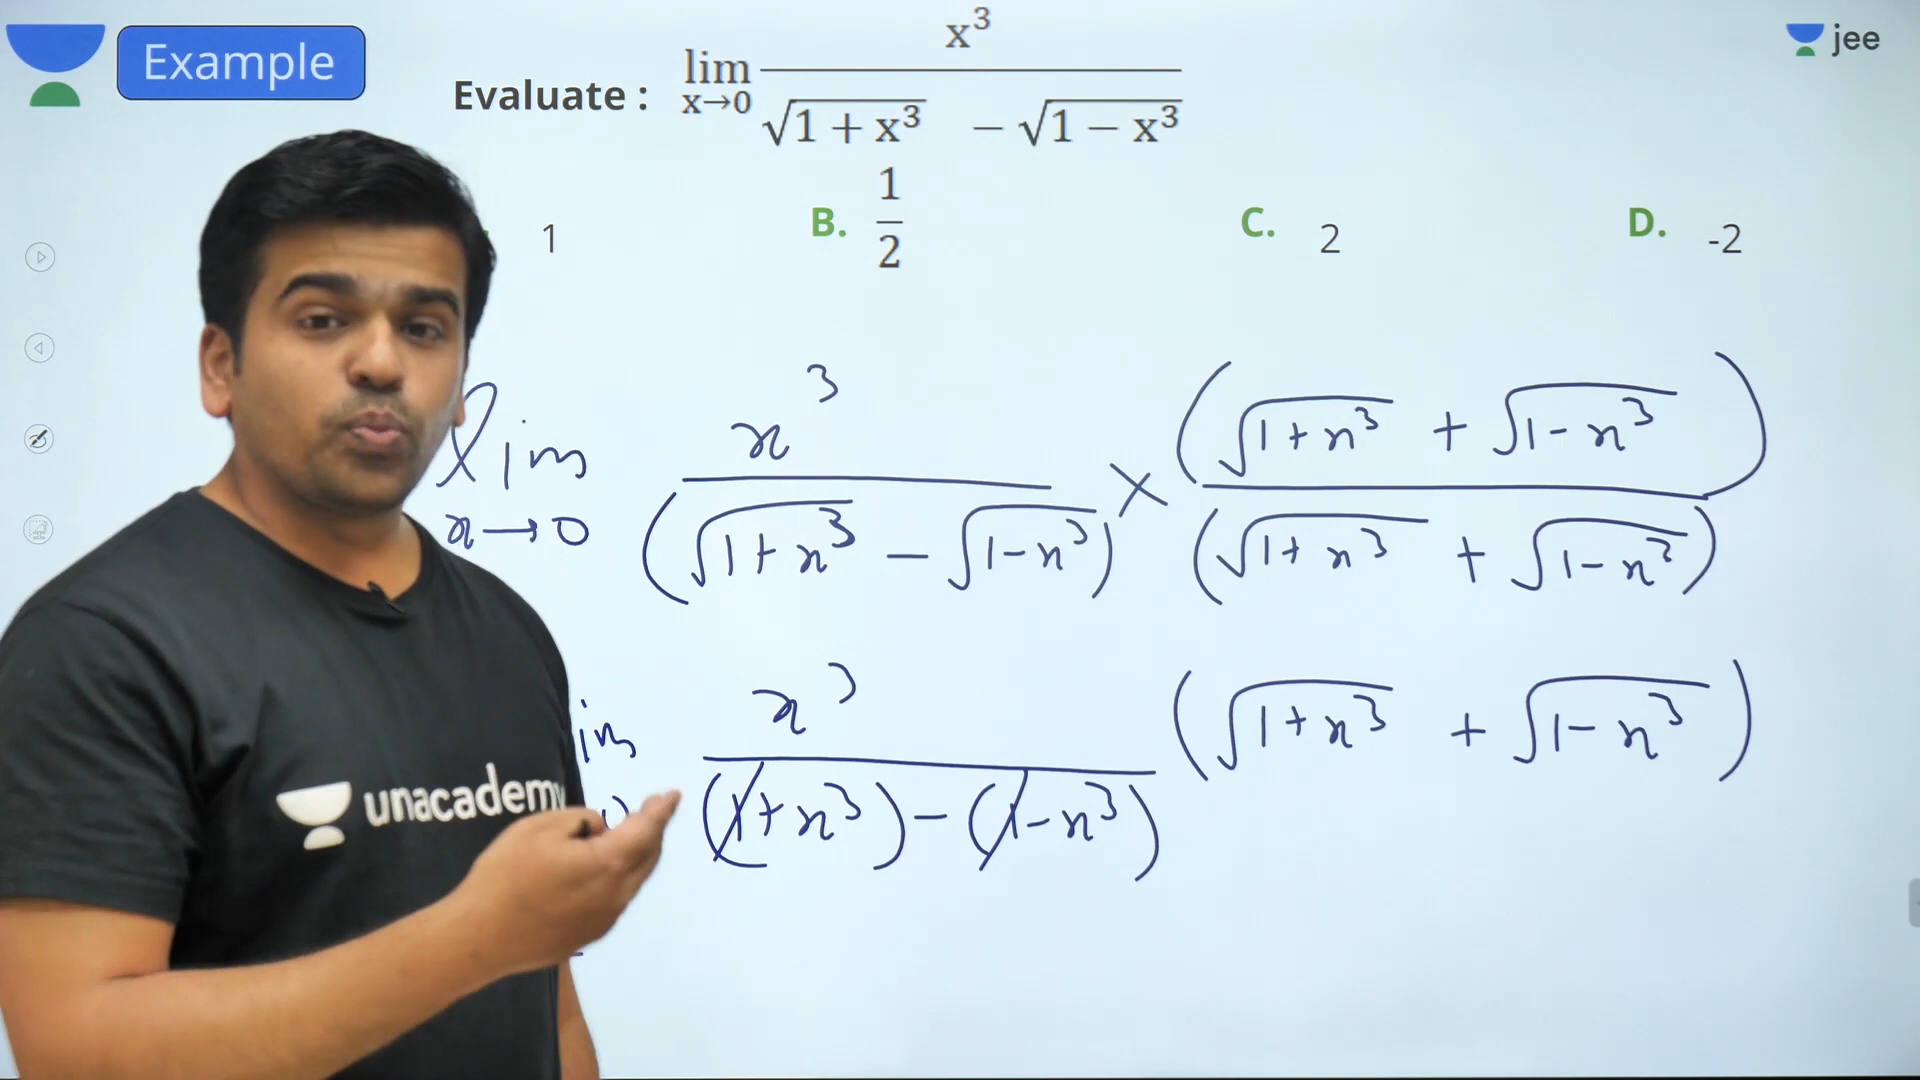 Example
jee
Evaluate : lim x→0 x³ / (√1 + x³ − √1 − x³)
1 B. 1/2 C. 2 D. -2
lim x→0 x³ / (√1+x³ − √1−x³) × (√1+x³ + √1−x³) / (√1+x³ + √1−x³)
im x³ / (1+x³) − (1−x³) (√1+x³ + √1−x³)
unacademy